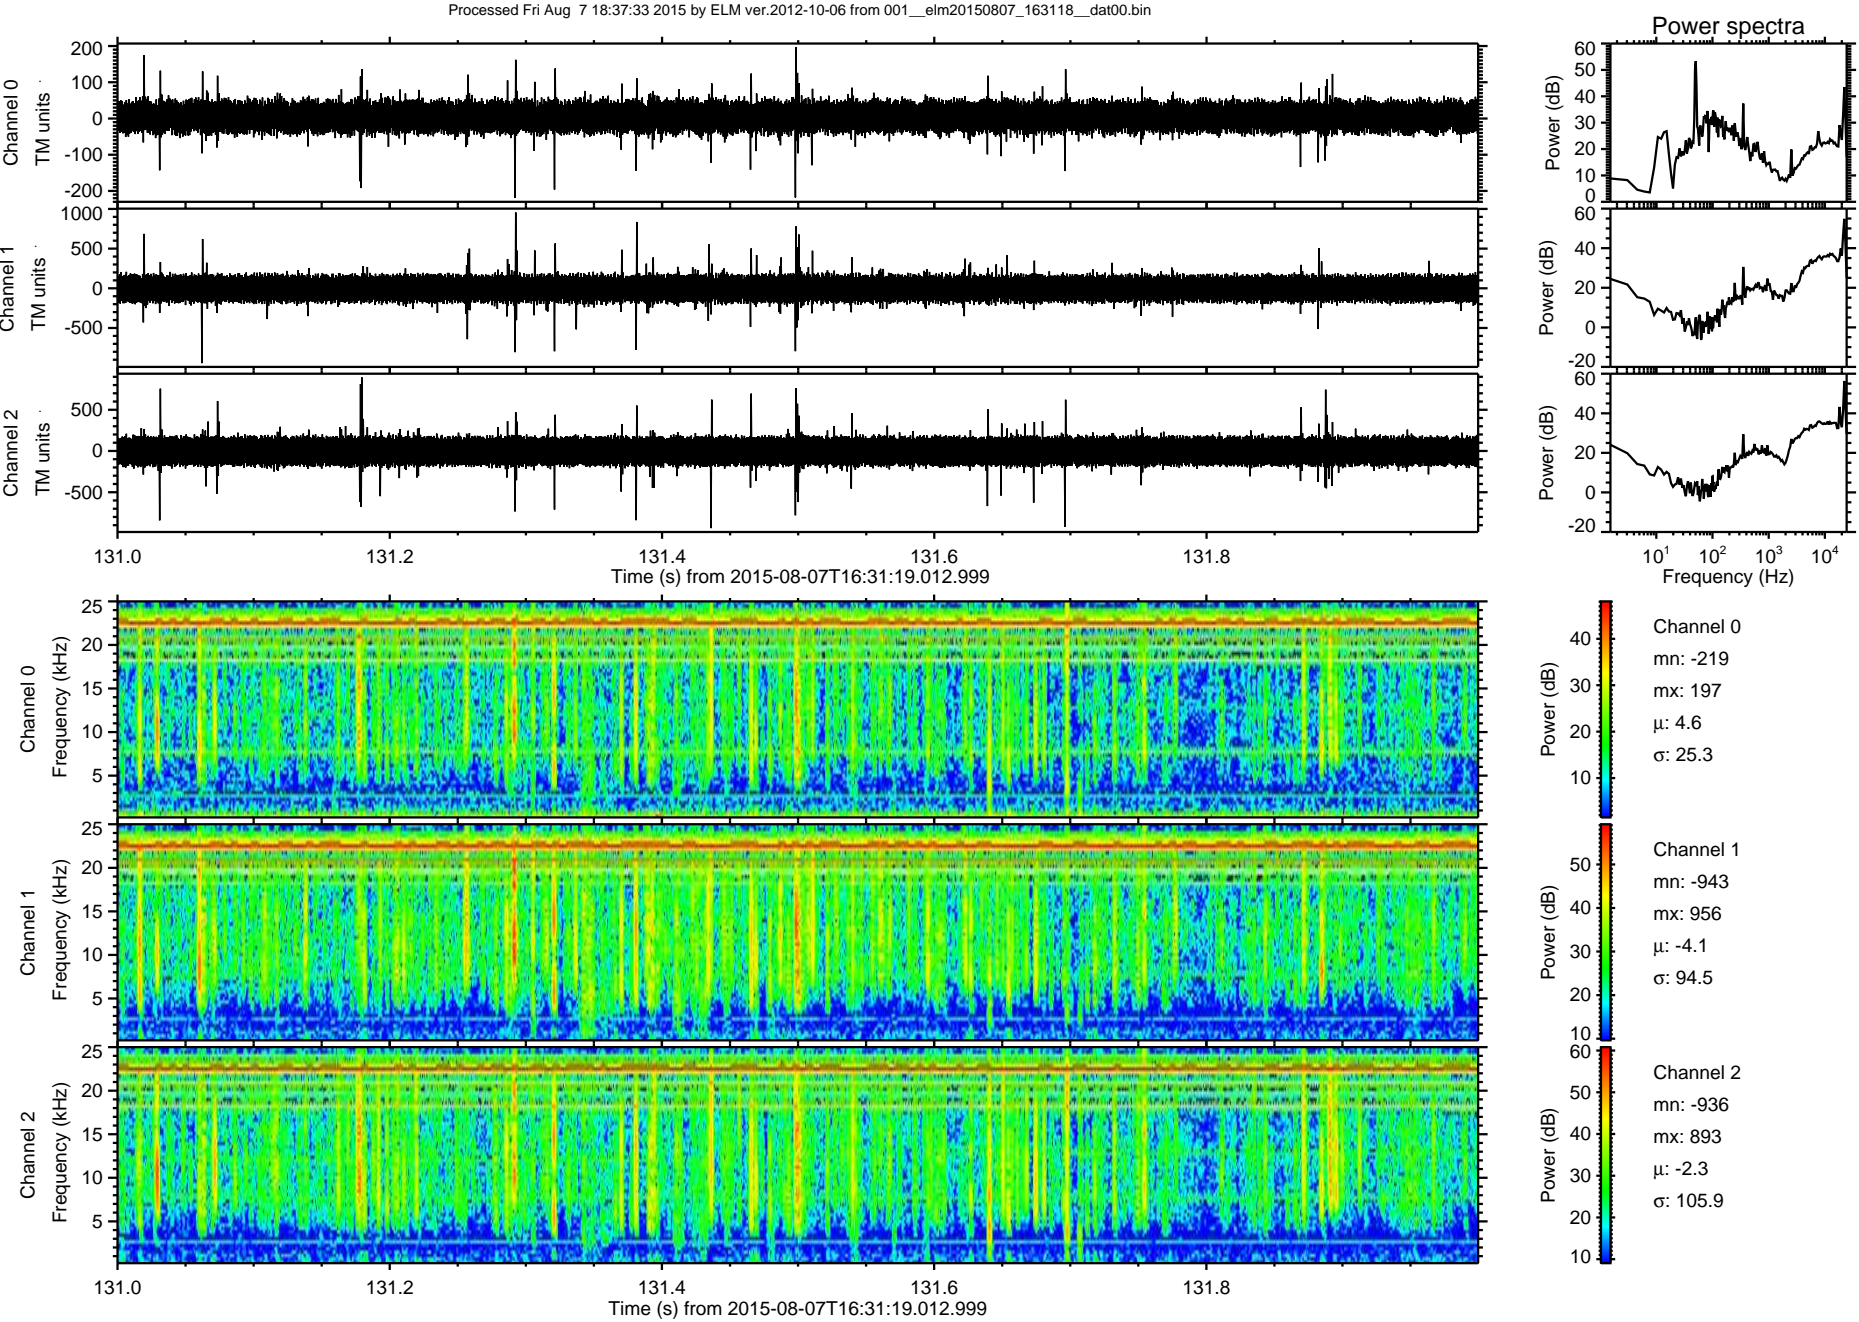 Processed Fri Aug 7 18:37:33 2015 by ELM ver.2012-10-06 from 001__elm20150807_163118__dat00.bin
Power spectra
Channel 0
TM units
200
100
0
-100
-200
Power (dB)
60
50
40
30
20
10
0
Channel 1
TM units
1000
500
0
-500
Power (dB)
60
40
20
0
-20
Channel 2
TM units
500
0
-500
Power (dB)
60
40
20
0
-20
131.0 131.2 131.4 131.6 131.8
Time (s) from 2015-08-07T16:31:19.012.999
10¹ 10² 10³ 10⁴
Frequency (Hz)
Channel 0
Frequency (kHz)
25
20
15
10
5
Power (dB)
40
30
20
10
Channel 0
mn: -219
mx: 197
μ: 4.6
σ: 25.3
Channel 1
Frequency (kHz)
25
20
15
10
5
Power (dB)
50
40
30
20
10
Channel 1
mn: -943
mx: 956
μ: -4.1
σ: 94.5
Channel 2
Frequency (kHz)
25
20
15
10
5
Power (dB)
60
50
40
30
20
10
Channel 2
mn: -936
mx: 893
μ: -2.3
σ: 105.9
131.0 131.2 131.4 131.6 131.8
Time (s) from 2015-08-07T16:31:19.012.999